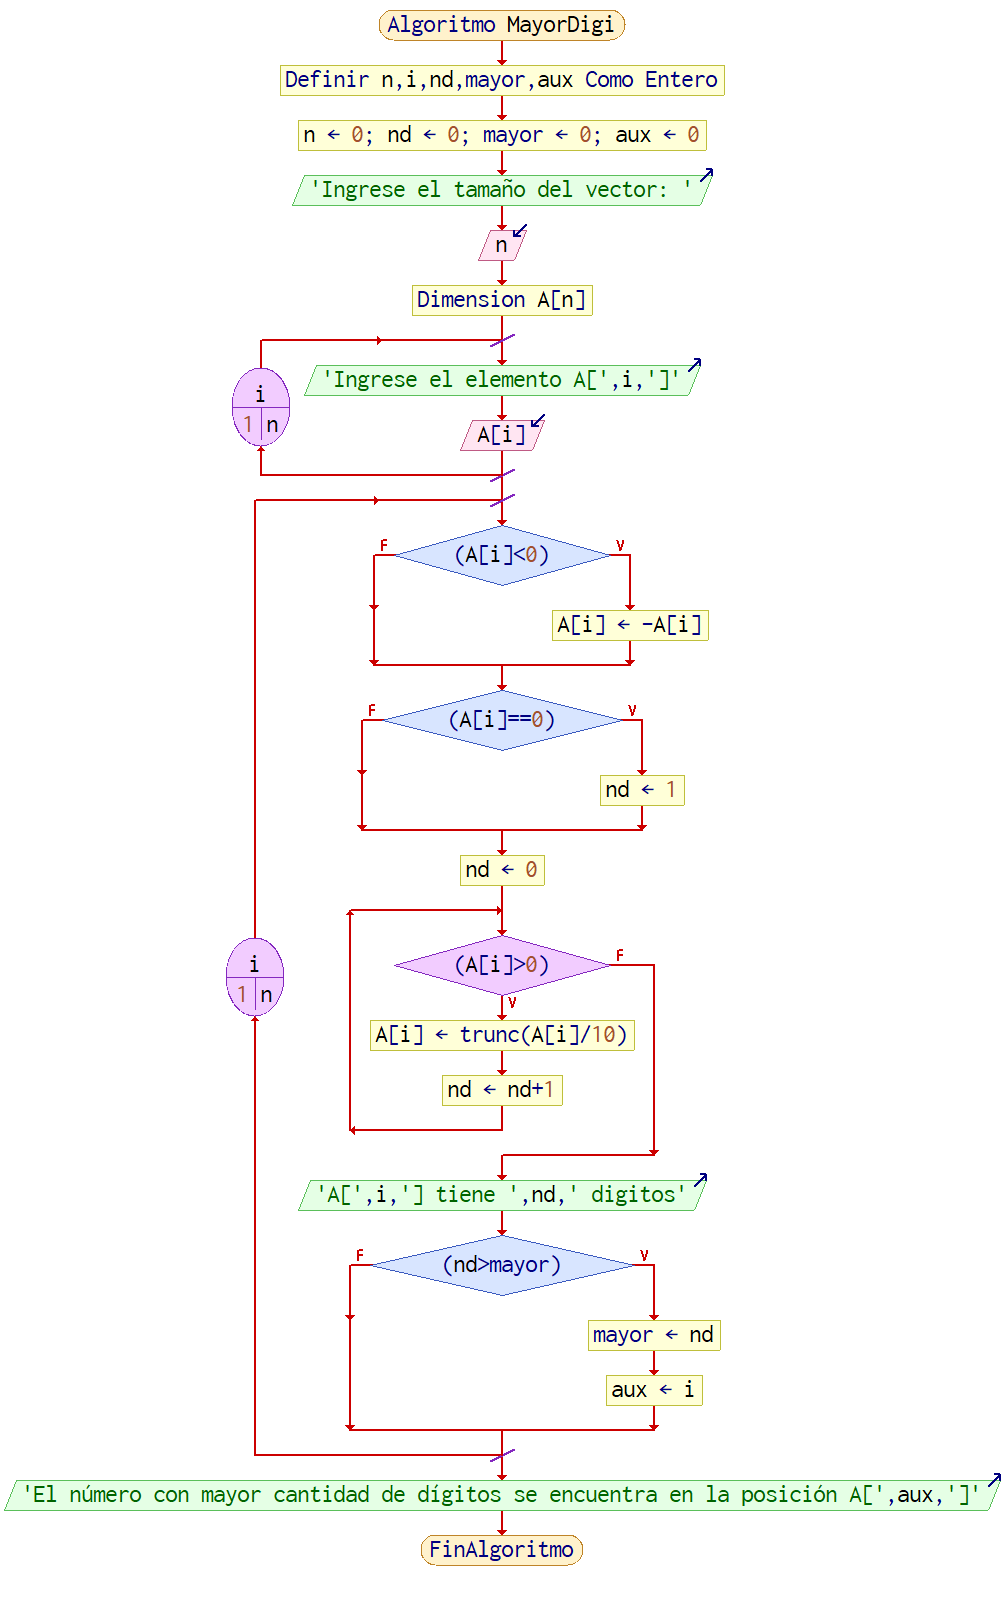 Algoritmo MayorDigi
Definir n,i,nd,mayor,aux Como Entero
n ← 0; nd ← 0; mayor ← 0; aux ← 0
'Ingrese el tamaño del vector: '
n
Dimension A[n]
'Ingrese el elemento A[',i,']'
i
1 n
A[i]
F V
(A[i]<0)
A[i] ← -A[i]
F V
(A[i]==0)
nd ← 1
nd ← 0
i
1 n
(A[i]>0)
F
V
A[i] ← trunc(A[i]/10)
nd ← nd+1
'A[',i,'] tiene ',nd,' digitos'
F V
(nd>mayor)
mayor ← nd
aux ← i
'El número con mayor cantidad de dígitos se encuentra en la posición A[',aux,']'
FinAlgoritmo